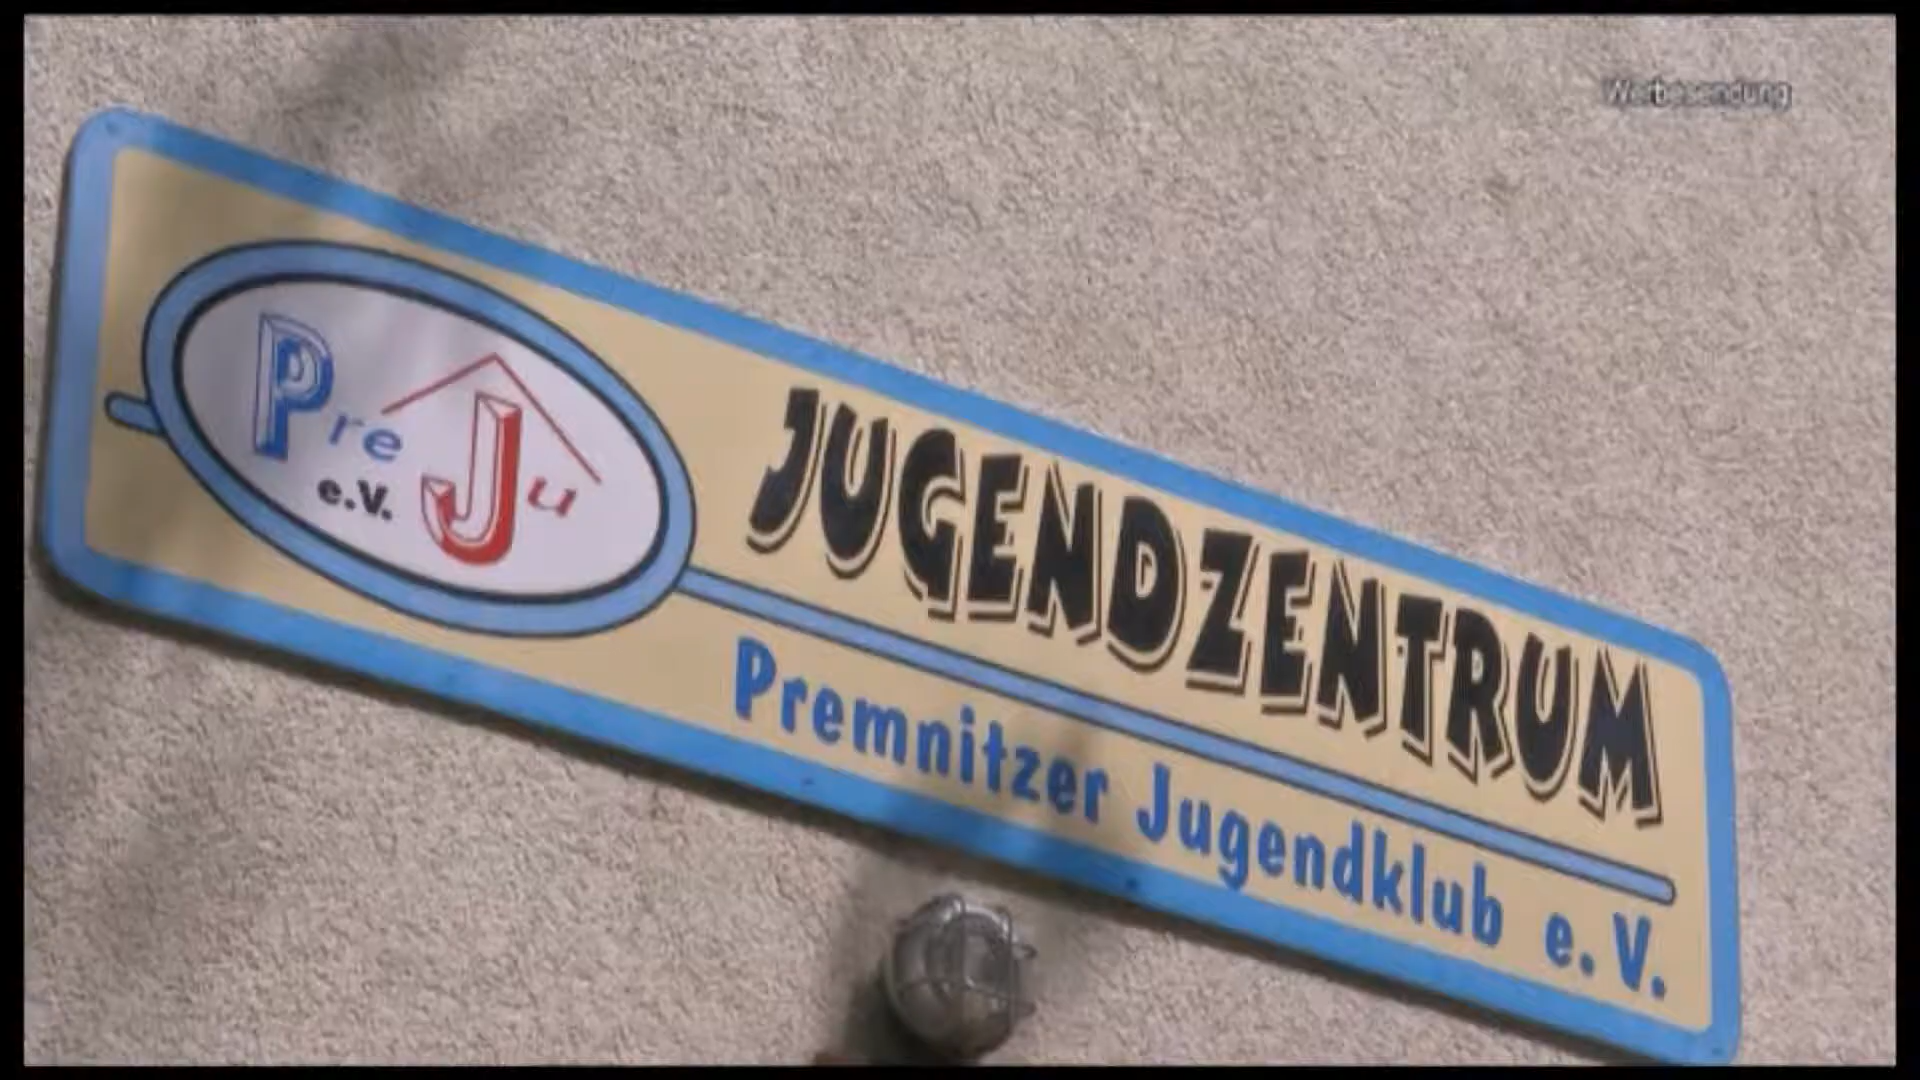 Werbesendung
Pre Ju
e.V.
JUGENDZENTRUM
Premnitzer Jugendklub e.V.